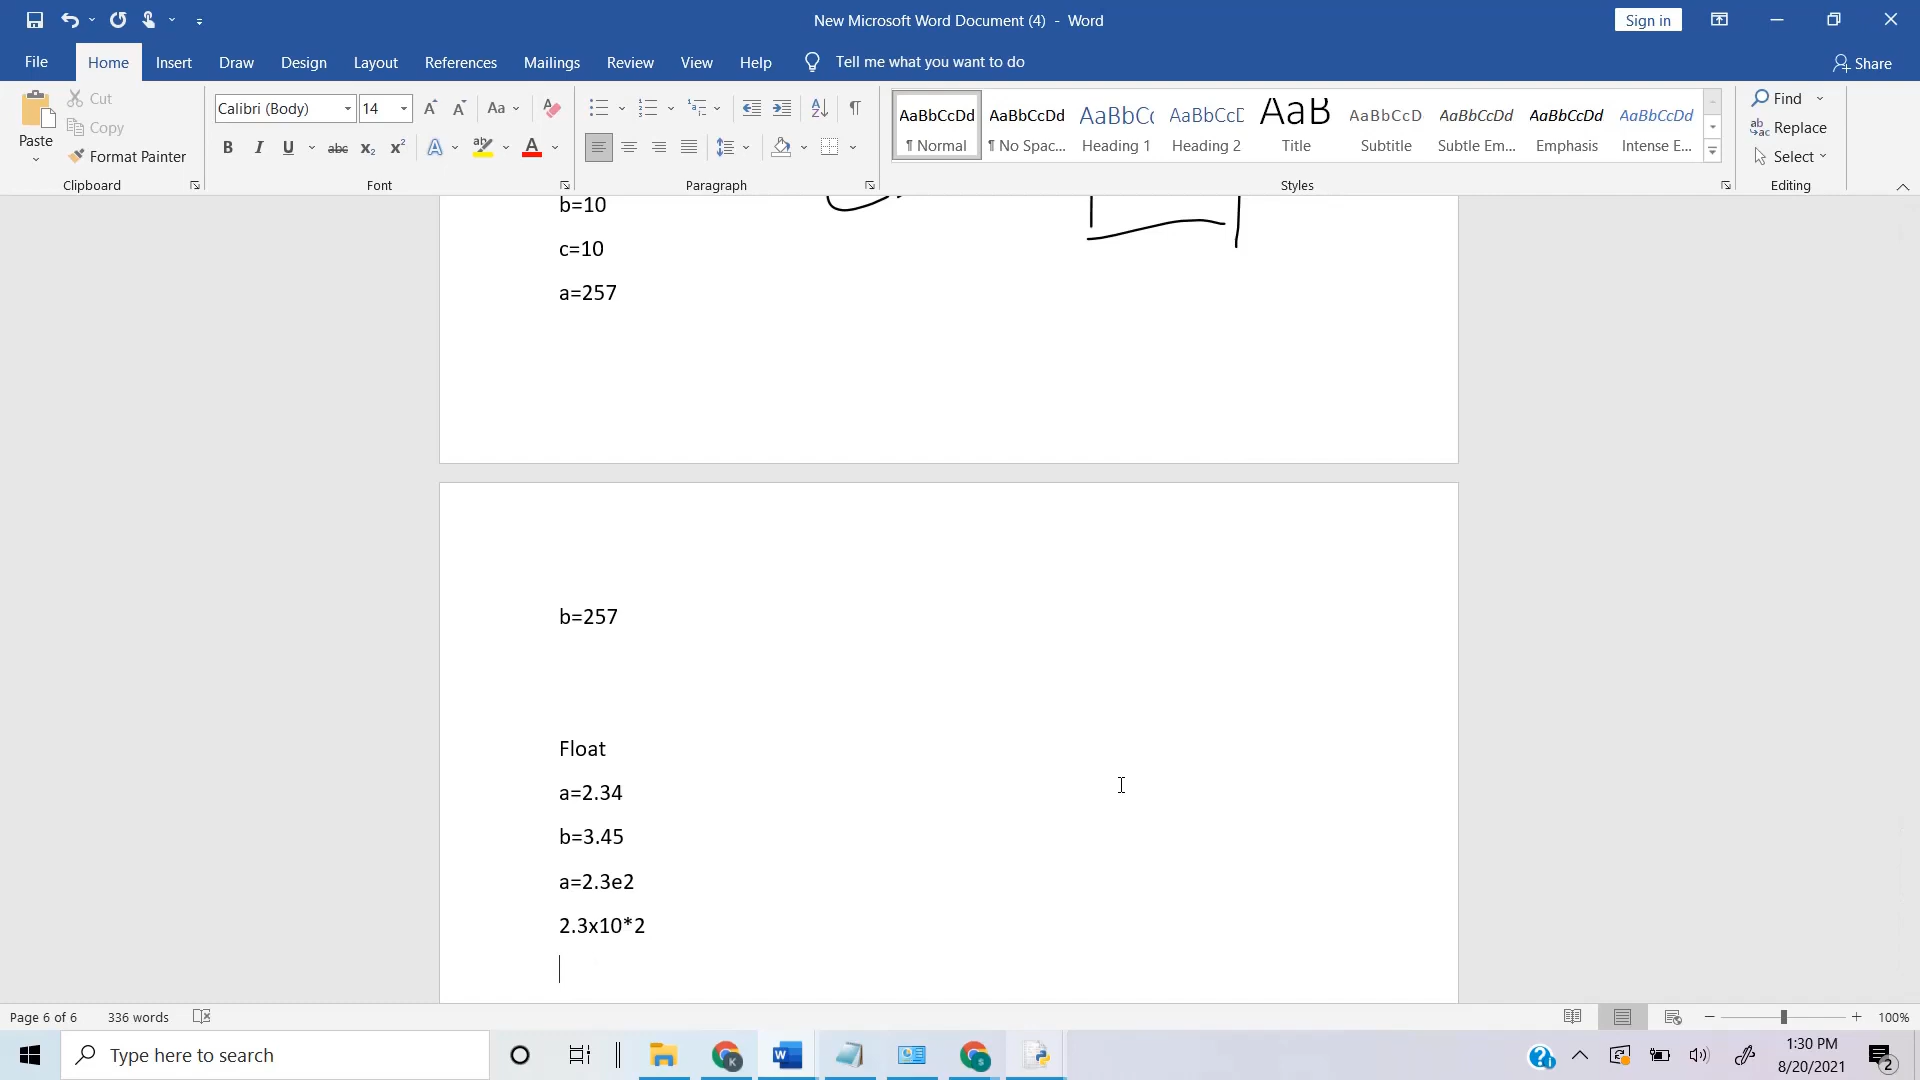 New Microsoft Word Document (4) - Word
Sign in
File Home Insert Draw Design Layout References Mailings Review View Help Tell me what you want to do Share
Paste
Cut
Copy
Format Painter
Clipboard
Calibri (Body) 14
Font
Paragraph
AaBbCcDd AaBbCcDd AaBbCc AaBbCcD AaB AaBbCcD AaBbCcDd AaBbCcDd AaBbCcDd
¶ Normal ¶ No Spac... Heading 1 Heading 2 Title Subtitle Subtle Em... Emphasis Intense E...
Styles
Find
Replace
Select
Editing
b=10
c=10
a=257
b=257
Float
a=2.34
b=3.45
a=2.3e2
2.3x10*2
Page 6 of 6 336 words 100%
Type here to search
1:30 PM
8/20/2021
2